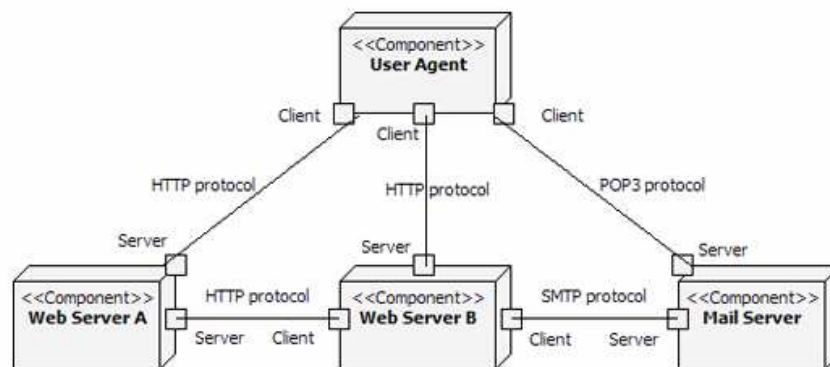 <<Component>>
User Agent
Client
Client
Client
HTTP protocol
HTTP protocol
POP3 protocol
Server
Server
Server
<<Component>>
Web Server A
HTTP protocol
Server
Client
<<Component>>
Web Server B
SMTP protocol
Client
Server
<<Component>>
Mail Server